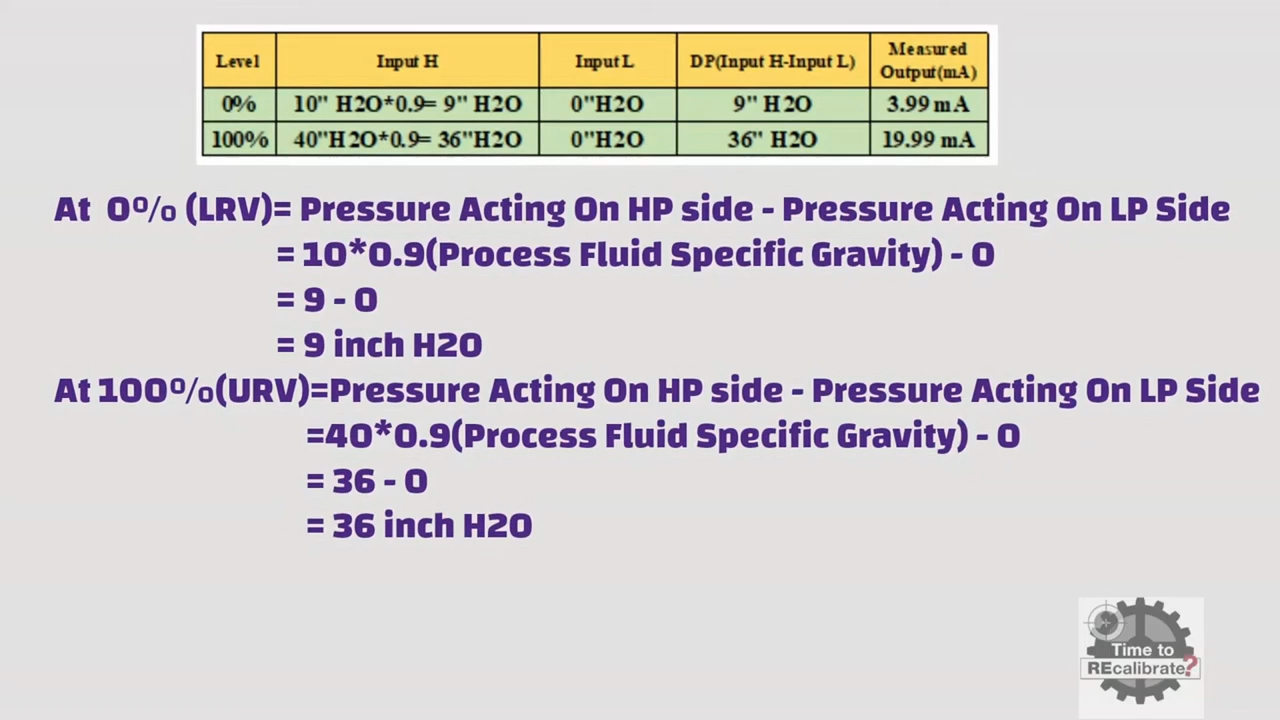 Level Input H Input L DP(Input H-Input L) Measured Output(mA)
0% 10" H2O*0.9= 9" H2O 0"H2O 9" H2O 3.99 mA
100% 40"H2O*0.9= 36"H2O 0"H2O 36" H2O 19.99 mA
At 0% (LRV)= Pressure Acting On HP side - Pressure Acting On LP Side
= 10*0.9(Process Fluid Specific Gravity) - 0
= 9 - 0
= 9 inch H2O
At 100%(URV)=Pressure Acting On HP side - Pressure Acting On LP Side
=40*0.9(Process Fluid Specific Gravity) - 0
= 36 - 0
= 36 inch H2O
Time to
REcalibrate?